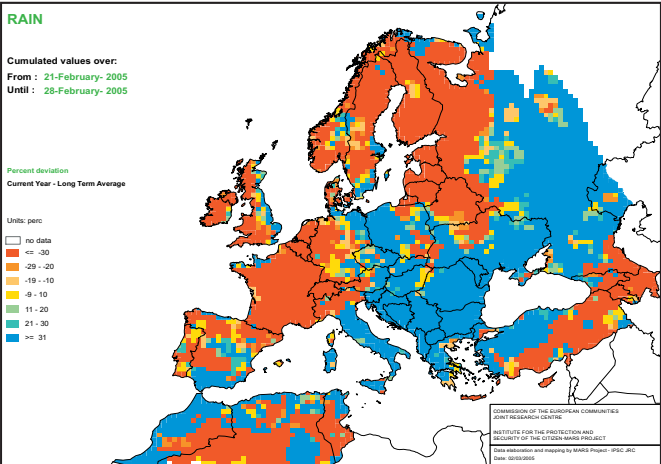 RAIN
Cumulated values over:
From : 21-February- 2005
Until : 28-February- 2005
Percent deviation
Current Year - Long Term Average
Units: perc
no data
<= -30
-29 - -20
-19 - -10
-9 - 10
11 - 20
21 - 30
>= 31
COMMISSION OF THE EUROPEAN COMMUNITIES
JOINT RESEARCH CENTRE
INSTITUTE FOR THE PROTECTION AND
SECURITY OF THE CITIZEN-MARS PROJECT
Data elaboration and mapping by MARS Project - IPSC JRC
Date: 02/03/2005